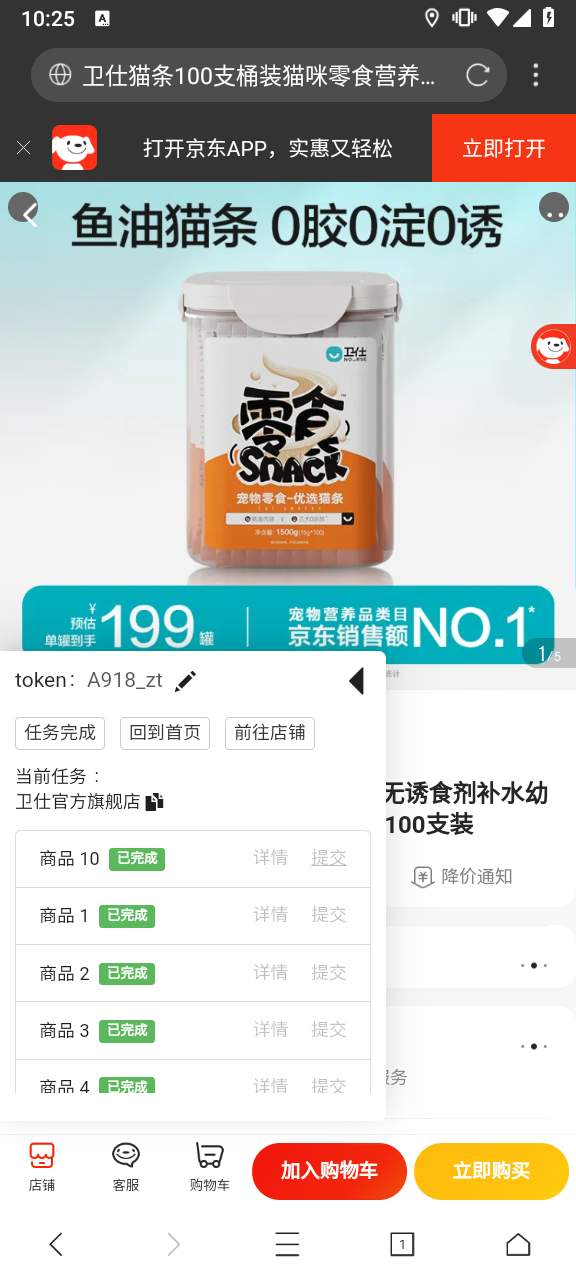 10:25
卫仕猫条100支桶装猫咪零食营养...
打开京东APP，实惠又轻松
立即打开
鱼油猫条 0胶0淀0诱
卫仕
零食
SNACK
宠物零食-优选猫条
CAT SNACKS
净含量: 1500g(15g*100)
预估
单罐到手
¥199罐
宠物营养品类目
京东销售额NO.1*
1/5
token：A918_zt
任务完成
回到首页
前往店铺
当前任务：
卫仕官方旗舰店
无诱食剂补水幼
100支装
降价通知
商品 10 已完成 详情 提交
商品 1 已完成 详情 提交
商品 2 已完成 详情 提交
商品 3 已完成 详情 提交
商品 4 已完成 详情 提交
服务
店铺
客服
购物车
加入购物车
立即购买
1